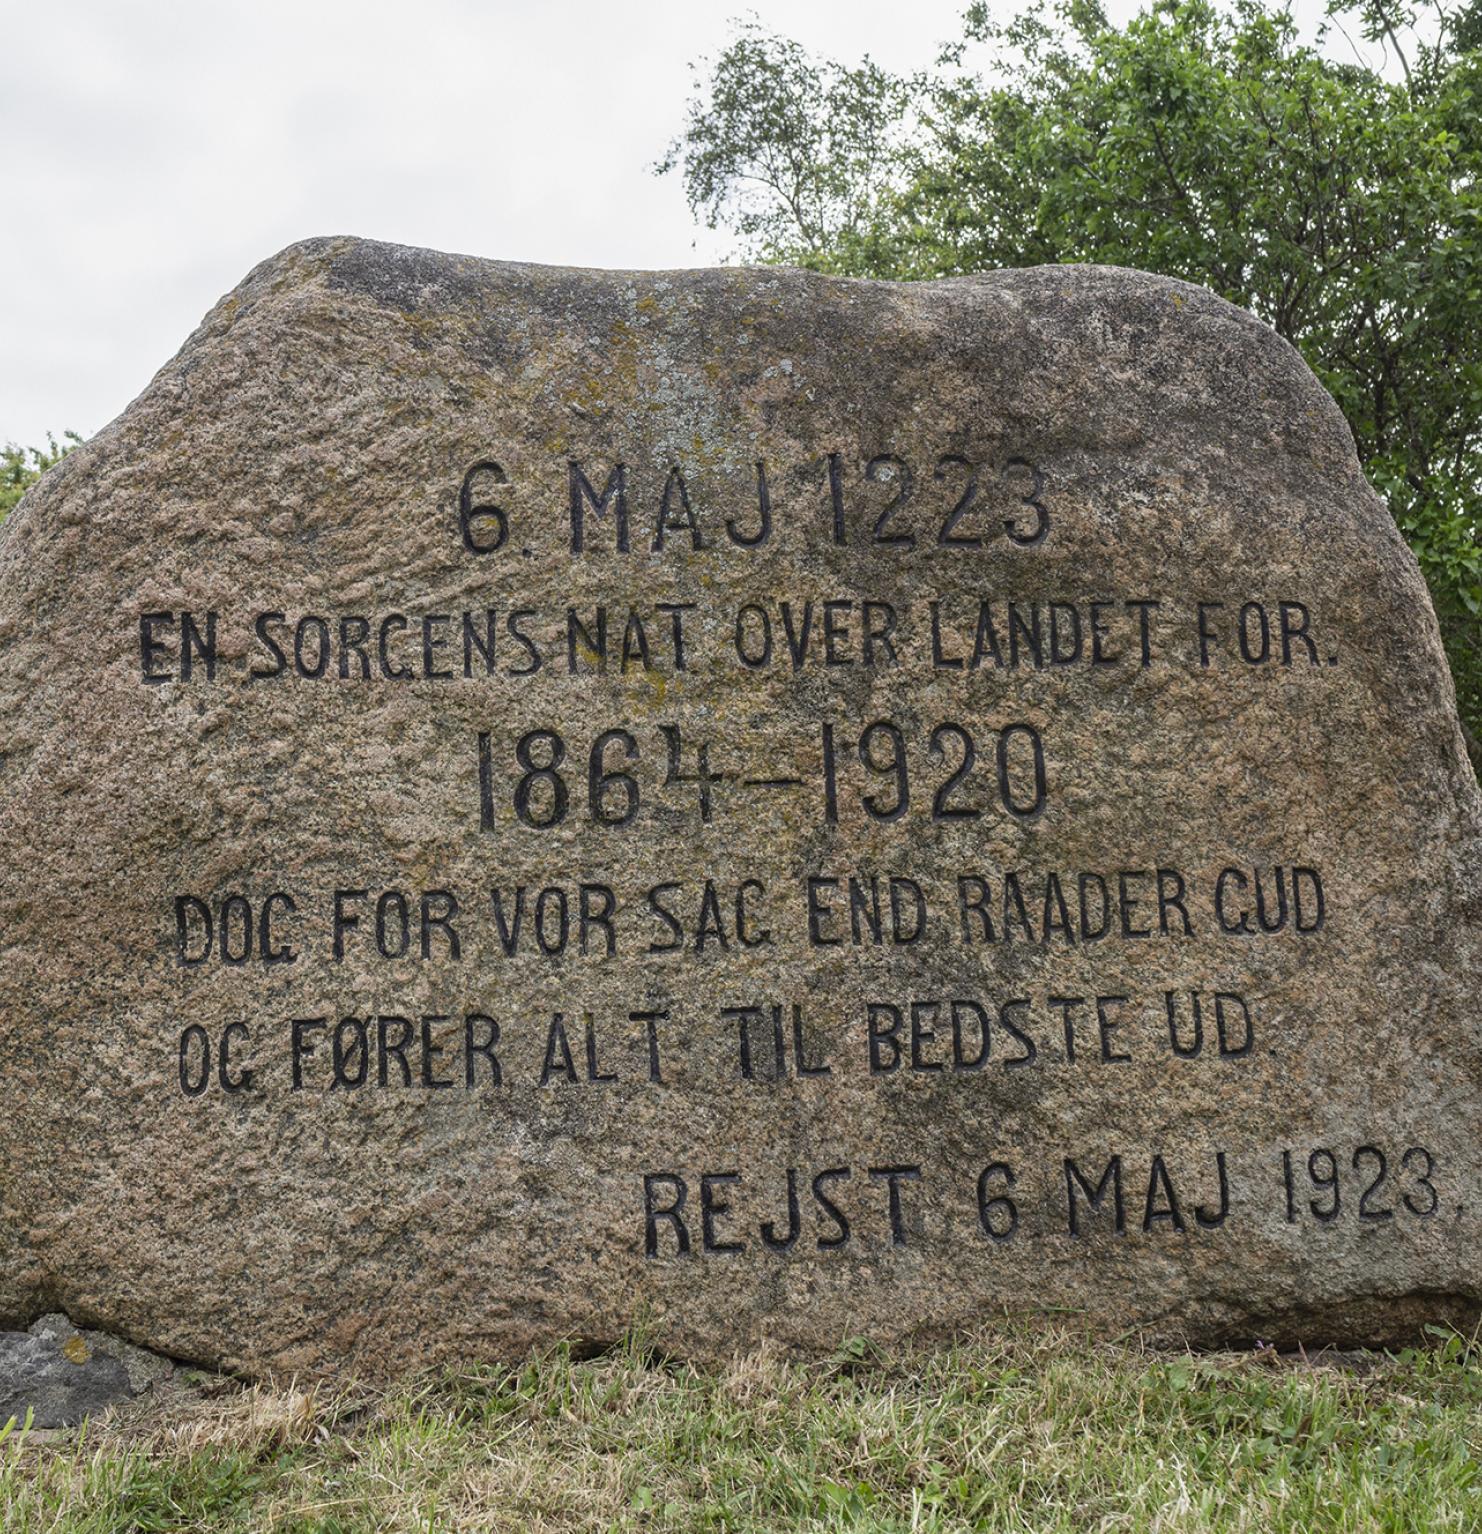 6. MAJ 1223
EN SORGENS NAT OVER LANDET FOR.
1864–1920
DOG FOR VOR SAG END RAADER GUD
OG FØRER ALT TIL BEDSTE UD.
REJST 6 MAJ 1923.